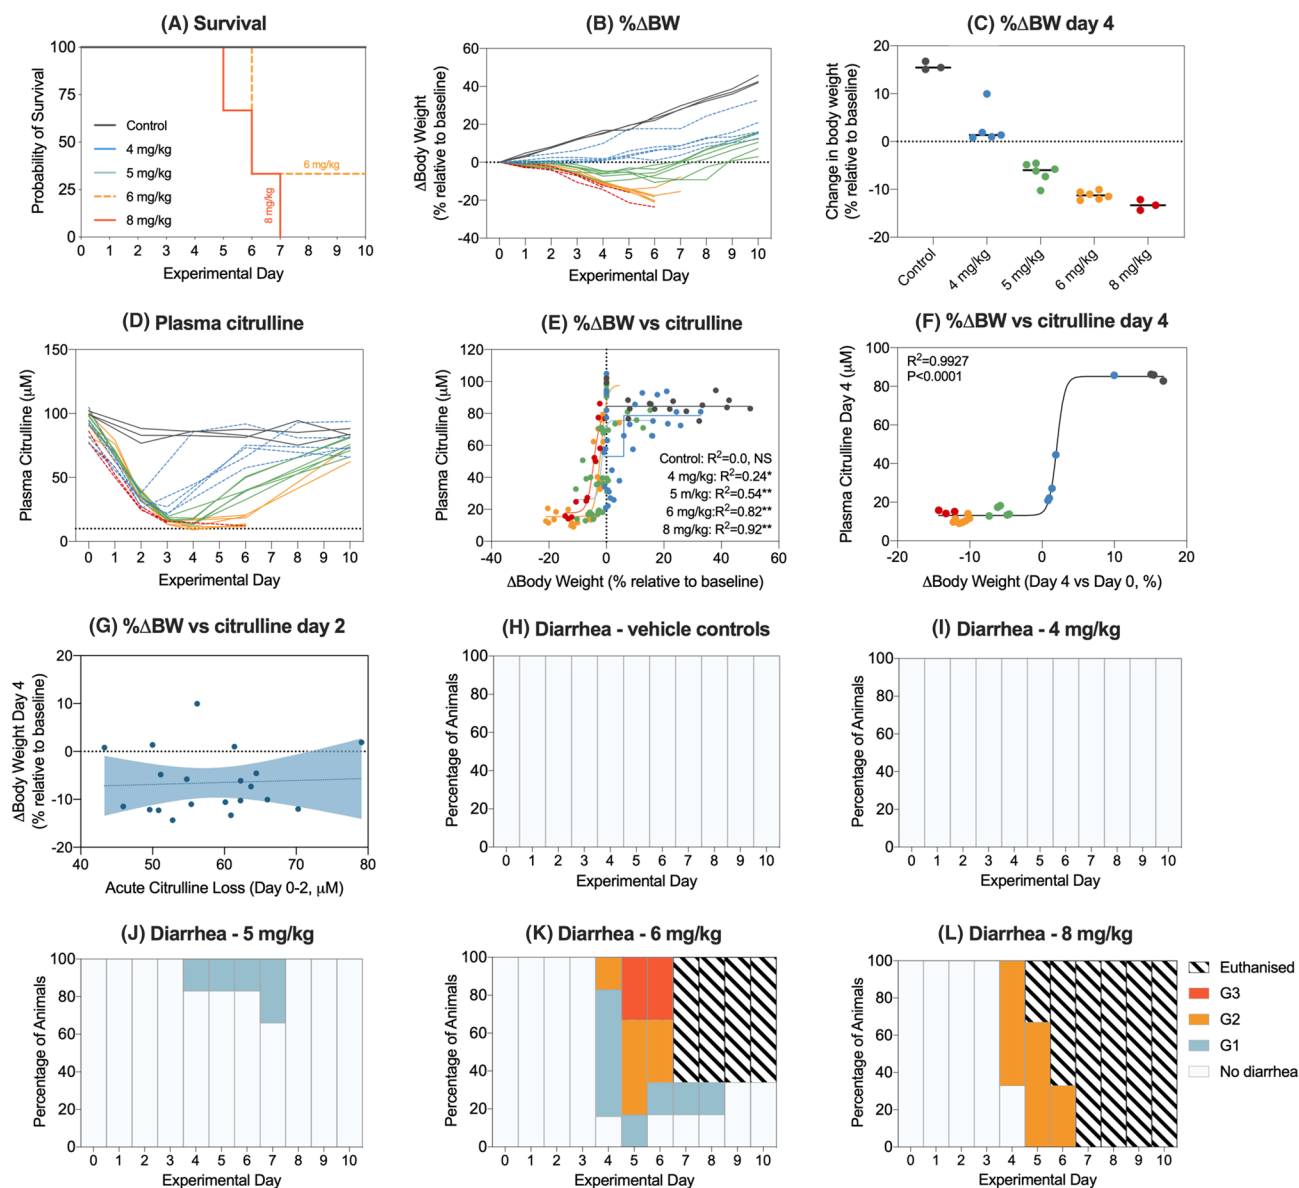 (A) Survival
Probability of Survival
100
75
50
25
0
Control
4 mg/kg
5 mg/kg
6 mg/kg
8 mg/kg
6 mg/kg
8 mg/kg
0 1 2 3 4 5 6 7 8 9 10
Experimental Day
(B) %ΔBW
ΔBody Weight
(% relative to baseline)
60
40
20
0
-20
-40
0 1 2 3 4 5 6 7 8 9 10
Experimental Day
(C) %ΔBW day 4
Change in body weight
(% relative to baseline)
20
10
0
-10
-20
Control
4 mg/kg
5 mg/kg
6 mg/kg
8 mg/kg
(D) Plasma citrulline
Plasma Citrulline (μM)
150
100
50
0
0 1 2 3 4 5 6 7 8 9 10
Experimental Day
(E) %ΔBW vs citrulline
Plasma Citrulline (μM)
120
100
80
60
40
20
0
Control: R²=0.0, NS
4 mg/kg: R²=0.24*
5 m/kg: R²=0.54**
6 mg/kg:R²=0.82**
8 mg/kg: R²=0.92**
-40 -20 0 20 40 60
ΔBody Weight (% relative to baseline)
(F) %ΔBW vs citrulline day 4
Plasma Citrulline Day 4 (μM)
100
80
60
40
20
0
R²=0.9927
P<0.0001
-20 -10 0 10 20
ΔBody Weight (Day 4 vs Day 0, %)
(G) %ΔBW vs citrulline day 2
ΔBody Weight Day 4
(% relative to baseline)
20
10
0
-10
-20
40 50 60 70 80
Acute Citrulline Loss (Day 0-2, μM)
(H) Diarrhea - vehicle controls
Percentage of Animals
100
80
60
40
20
0
0 1 2 3 4 5 6 7 8 9 10
Experimental Day
(I) Diarrhea - 4 mg/kg
Percentage of Animals
100
80
60
40
20
0
0 1 2 3 4 5 6 7 8 9 10
Experimental Day
(J) Diarrhea - 5 mg/kg
Percentage of Animals
100
80
60
40
20
0
0 1 2 3 4 5 6 7 8 9 10
Experimental Day
(K) Diarrhea - 6 mg/kg
Percentage of Animals
100
80
60
40
20
0
0 1 2 3 4 5 6 7 8 9 10
Experimental Day
(L) Diarrhea - 8 mg/kg
Percentage of Animals
100
80
60
40
20
0
0 1 2 3 4 5 6 7 8 9 10
Experimental Day
Euthanised
G3
G2
G1
No diarrhea